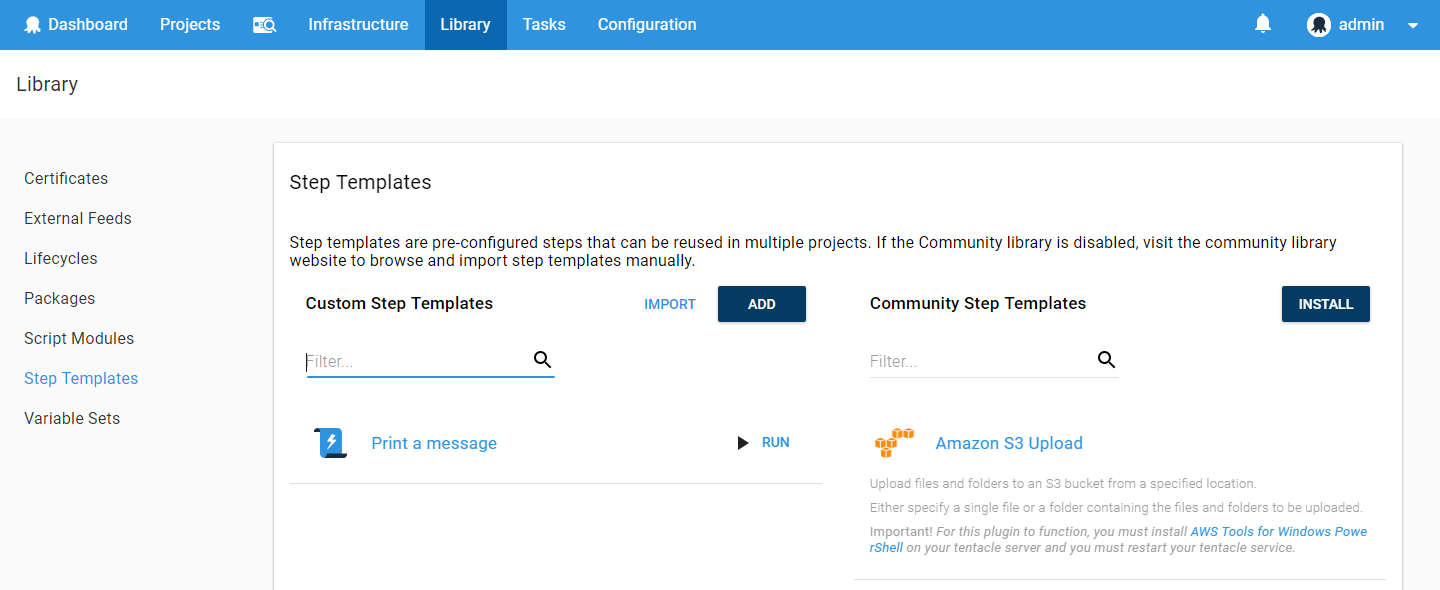 Dashboard Projects Infrastructure Library Tasks Configuration admin
Library
Certificates
External Feeds
Lifecycles
Packages
Script Modules
Step Templates
Variable Sets
Step Templates
Step templates are pre-configured steps that can be reused in multiple projects. If the Community library is disabled, visit the community library
website to browse and import step templates manually.
Custom Step Templates IMPORT ADD
Filter...
Print a message RUN
Community Step Templates INSTALL
Filter...
Amazon S3 Upload
Upload files and folders to an S3 bucket from a specified location.
Either specify a single file or a folder containing the files and folders to be uploaded.
Important! For this plugin to function, you must install AWS Tools for Windows Powe
rShell on your tentacle server and you must restart your tentacle service.